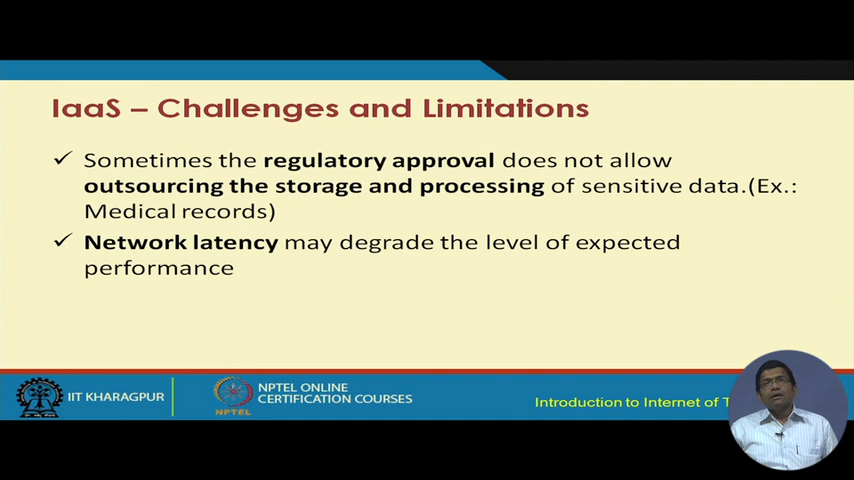 IaaS – Challenges and Limitations
✓ Sometimes the regulatory approval does not allow
outsourcing the storage and processing of sensitive data.(Ex.:
Medical records)
✓ Network latency may degrade the level of expected
performance
IIT KHARAGPUR
NPTEL
NPTEL ONLINE
CERTIFICATION COURSES
Introduction to Internet of T